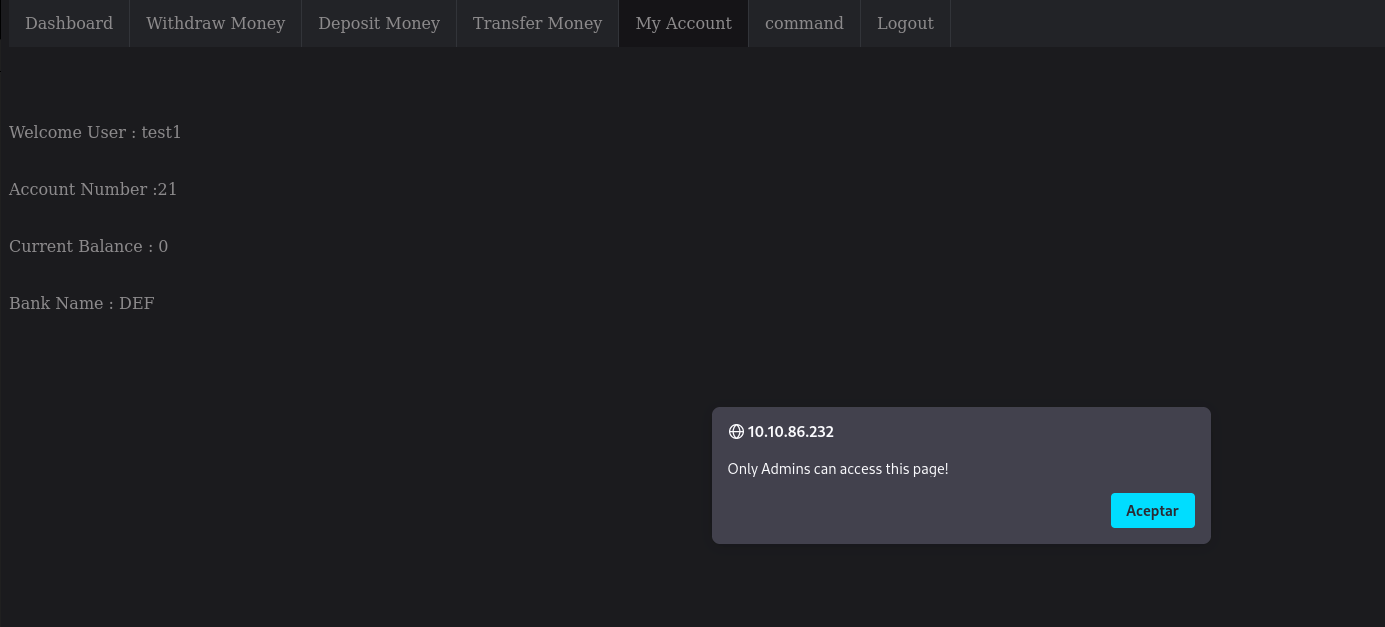 Dashboard Withdraw Money Deposit Money Transfer Money My Account command Logout
Welcome User : test1
Account Number :21
Current Balance : 0
Bank Name : DEF
10.10.86.232
Only Admins can access this page!
Aceptar